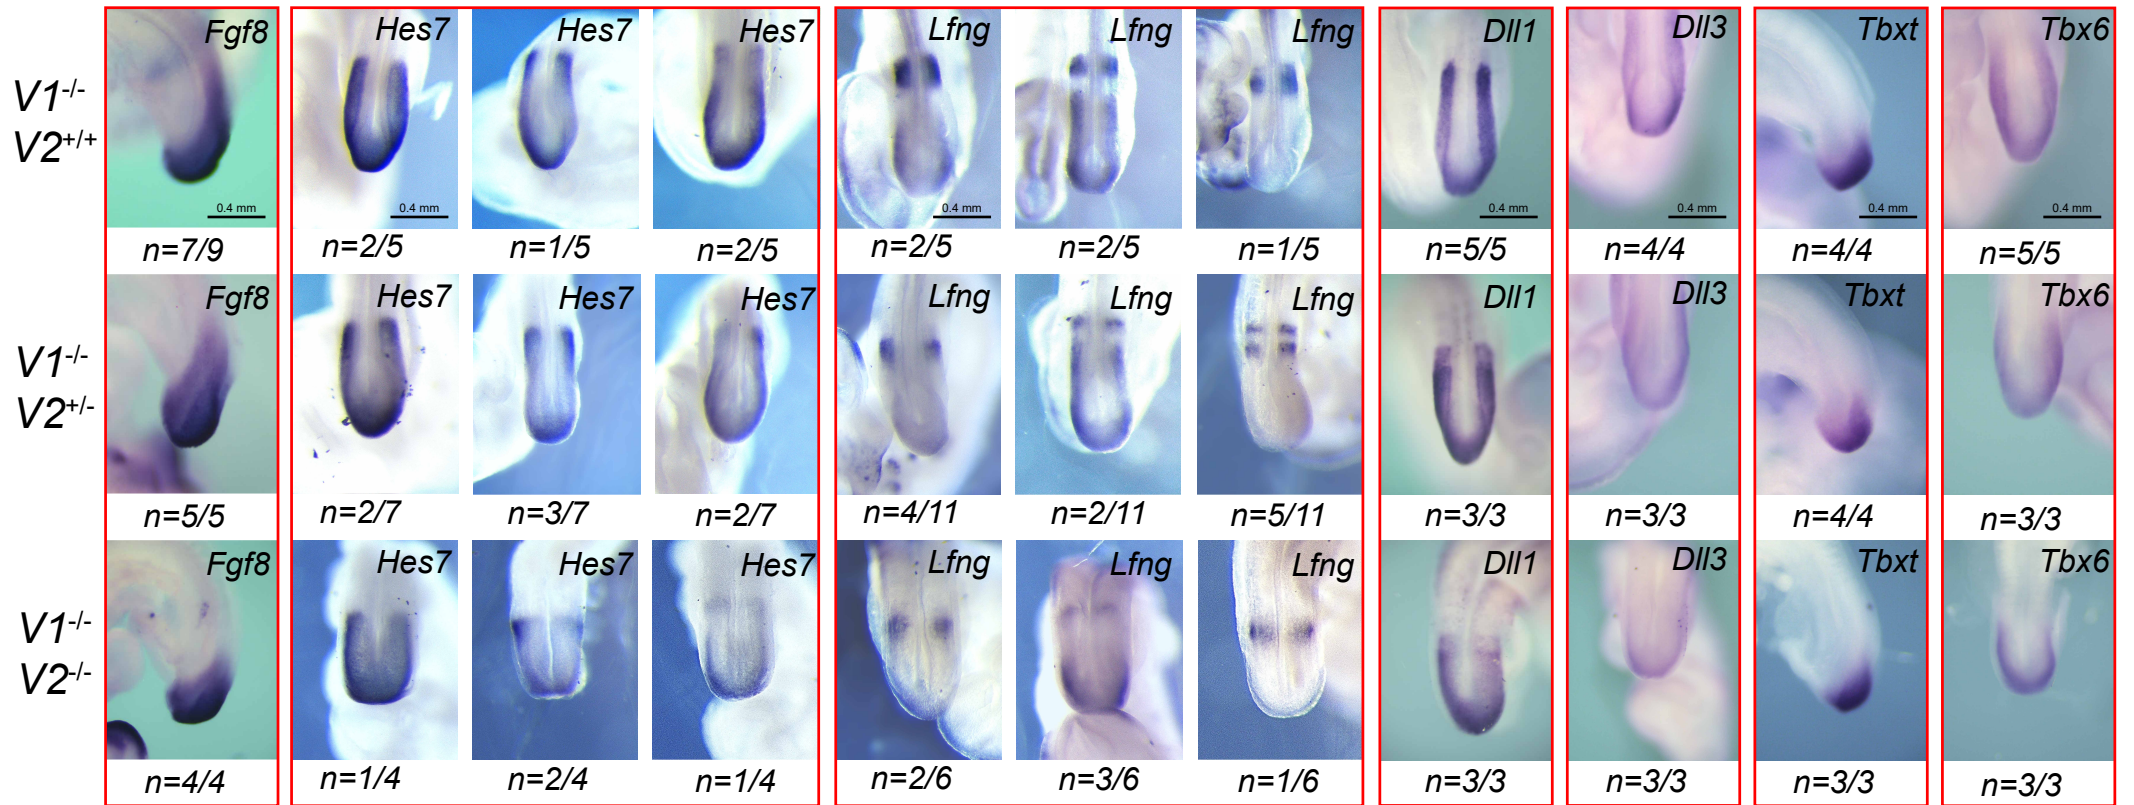 Fgf8 Hes7 Hes7 Hes7 Lfng Lfng Lfng Dll1 Dll3 Tbxt Tbx6
V1-/-
V2+/+
0.4 mm 0.4 mm 0.4 mm 0.4 mm 0.4 mm 0.4 mm 0.4 mm
n=7/9 n=2/5 n=1/5 n=2/5 n=2/5 n=2/5 n=1/5 n=5/5 n=4/4 n=4/4 n=5/5
Fgf8 Hes7 Hes7 Hes7 Lfng Lfng Lfng Dll1 Dll3 Tbxt Tbx6
V1-/-
V2+/-
n=5/5 n=2/7 n=3/7 n=2/7 n=4/11 n=2/11 n=5/11 n=3/3 n=3/3 n=4/4 n=3/3
Fgf8 Hes7 Hes7 Hes7 Lfng Lfng Lfng Dll1 Dll3 Tbxt Tbx6
V1-/-
V2-/-
n=4/4 n=1/4 n=2/4 n=1/4 n=2/6 n=3/6 n=1/6 n=3/3 n=3/3 n=3/3 n=3/3